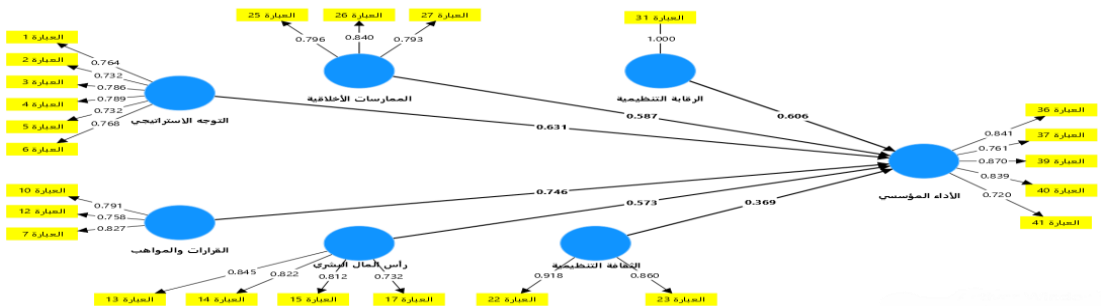 العبارة 25
العبارة 26
العبارة 27
العبارة 31
0.796
0.840
0.793
1.000
العبارة 1
العبارة 2
العبارة 3
العبارة 4
العبارة 5
العبارة 6
0.764
0.732
0.786
0.789
0.732
0.768
التوجه الاستراتيجي
الممارسات الأخلاقية
الرقابة التنظيمية
0.631
0.587
0.606
العبارة 36
العبارة 37
العبارة 39
العبارة 40
العبارة 41
0.841
0.761
0.870
0.839
0.720
الأداء المؤسسي
العبارة 10
العبارة 12
العبارة 7
0.791
0.758
0.827
القرارات والمواهب
0.746
0.573
0.369
رأس المال البشري
الثقافة التنظيمية
0.845
0.822
0.812
0.732
0.918
0.860
العبارة 13
العبارة 14
العبارة 15
العبارة 17
العبارة 22
العبارة 23